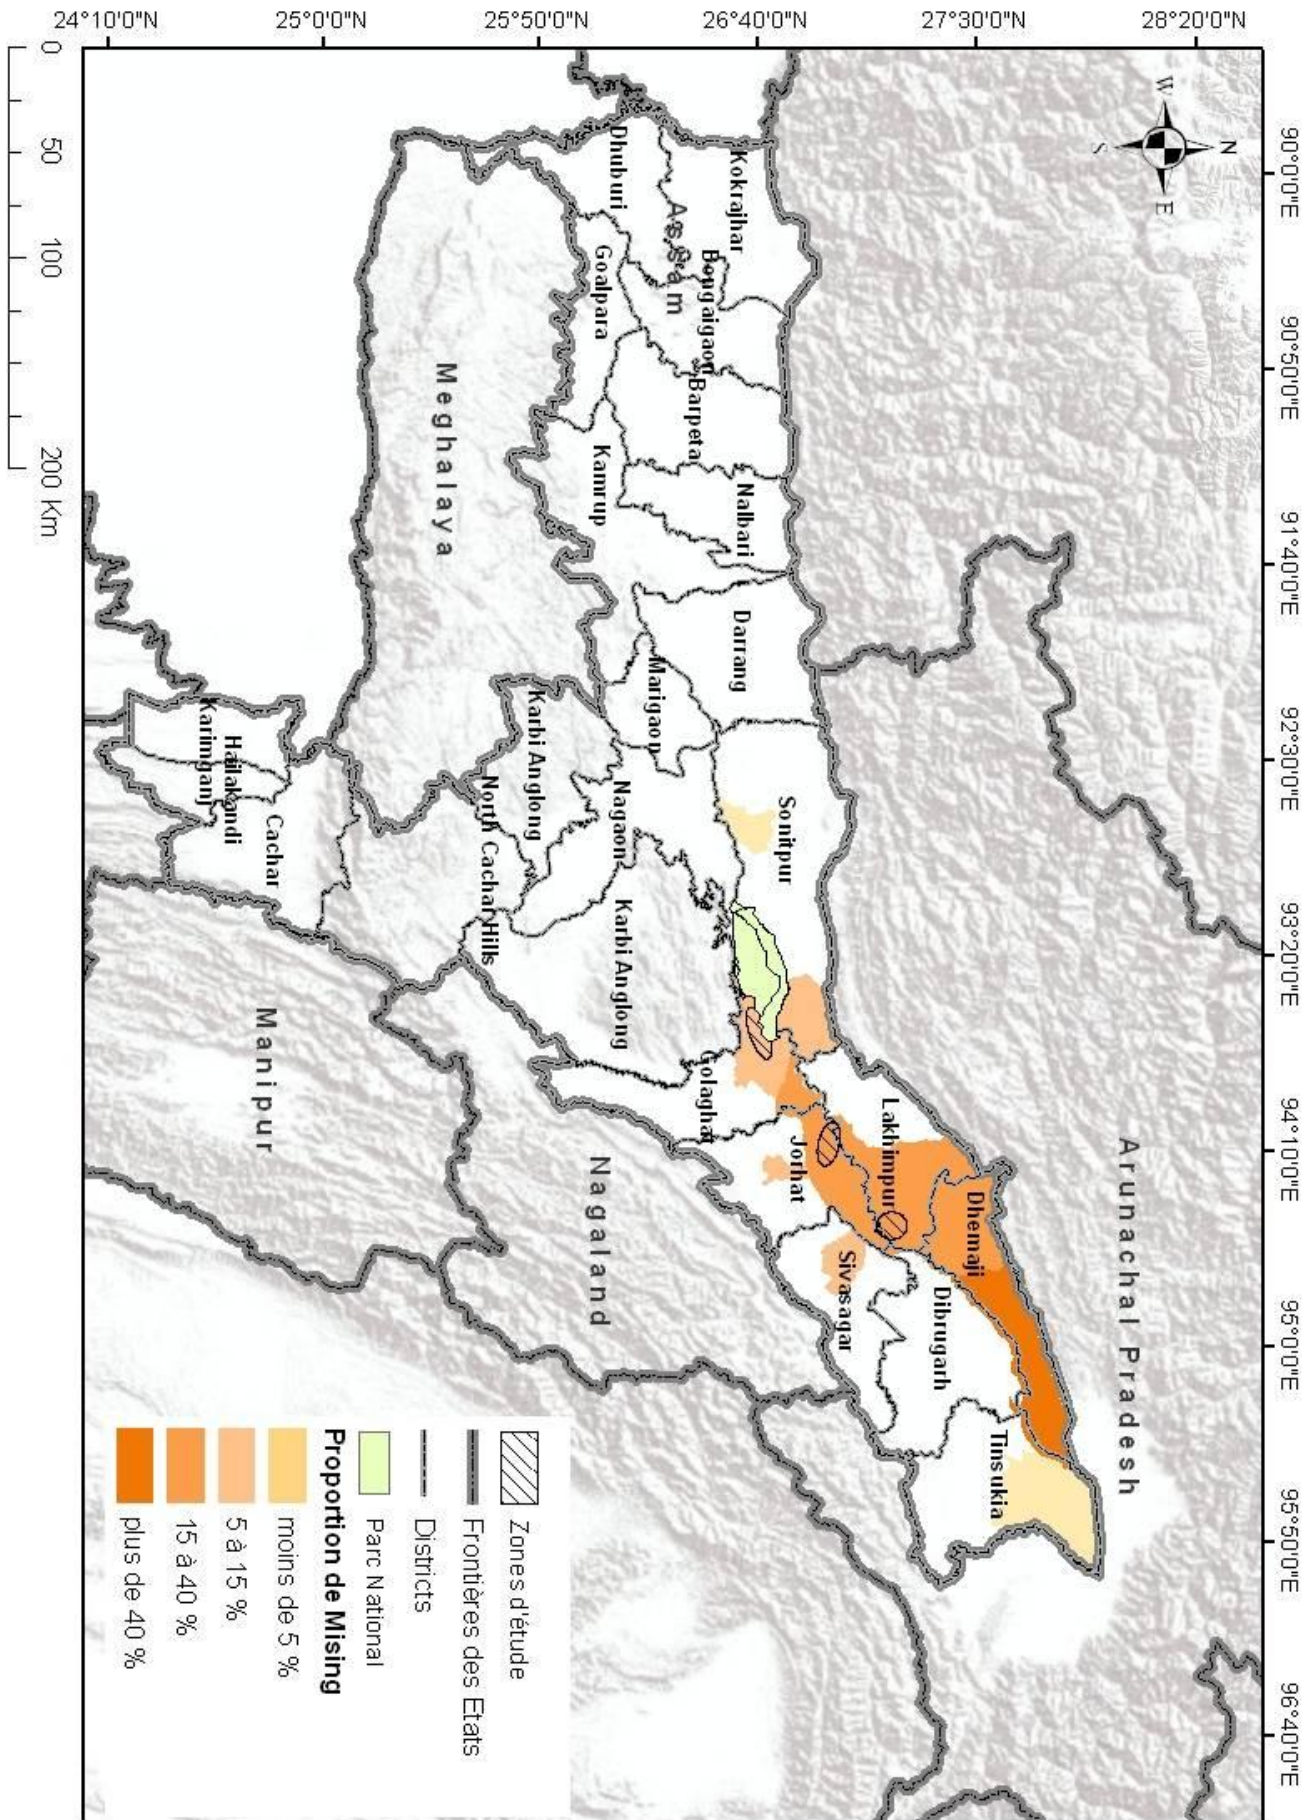 90°0'0"E
90°50'0"E
91°40'0"E
92°30'0"E
93°20'0"E
94°10'0"E
95°0'0"E
95°50'0"E
96°40'0"E
28°20'0"N
27°30'0"N
26°40'0"N
25°50'0"N
25°0'0"N
24°10'0"N
N
W
E
S
Arunachal Pradesh
Assam
Meghalaya
Nagaland
Manipur
Kokrajhar
Dhuburi
Bongaigaon
Goalpara
Barpeta
Nalbari
Kamrup
Darrang
Marigaon
Sonitpur
Nagaon
Karbi Anglong
Karbi Anglong
North Cachar Hills
Karimganj
Hailakandi
Cachar
Golaghat
Jorhat
Lakhimpur
Dhemaji
Sivasagar
Dibrugarh
Tinsukia
Zones d'étude
Frontières des Etats
Districts
Parc National
Proportion de Mising
moins de 5 %
5 à 15 %
15 à 40 %
plus de 40 %
0 50 100 200 Km